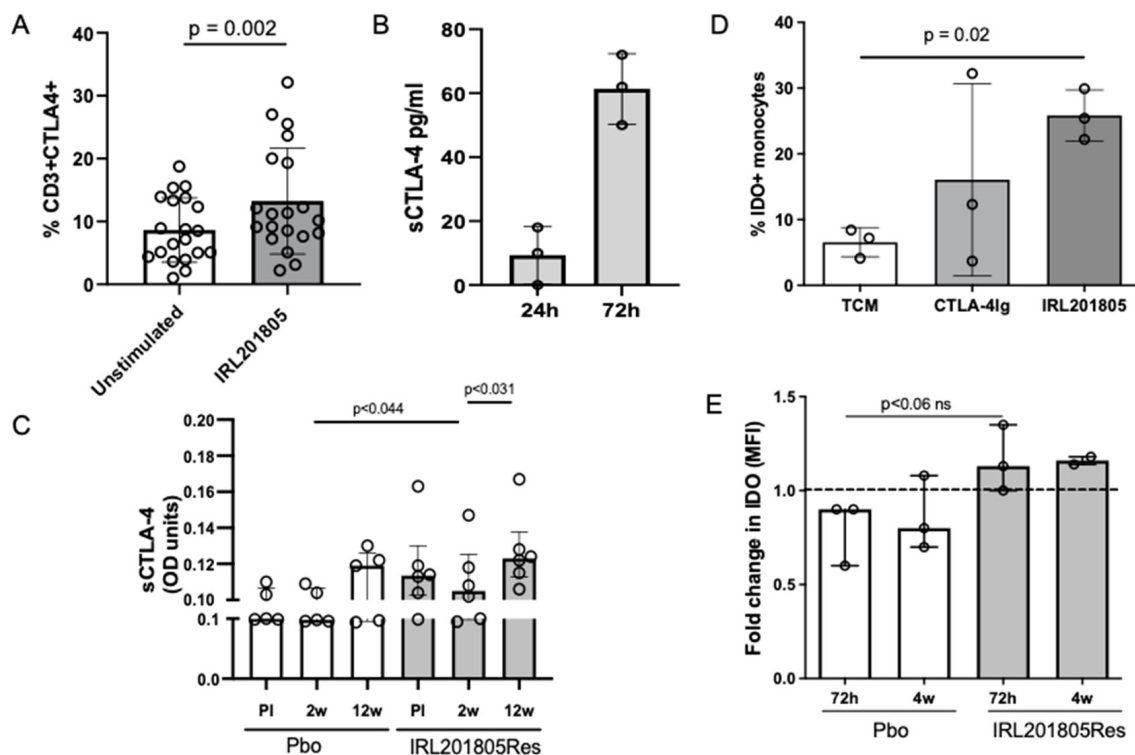 A
p = 0.002
% CD3+CTLA4+
40
30
20
10
0
Unstimulated
IRL201805
B
sCTLA-4 pg/ml
80
60
40
20
0
24h
72h
D
p = 0.02
% IDO+ monocytes
40
30
20
10
0
TCM
CTLA-4Ig
IRL201805
C
p<0.044
p<0.031
sCTLA-4
(OD units)
0.20
0.18
0.16
0.14
0.12
0.10
0.1
0.0
PI 2w 12w PI 2w 12w
Pbo IRL201805Res
E
p<0.06 ns
Fold change in IDO (MFI)
1.5
1.0
0.5
0.0
72h 4w 72h 4w
Pbo IRL201805Res